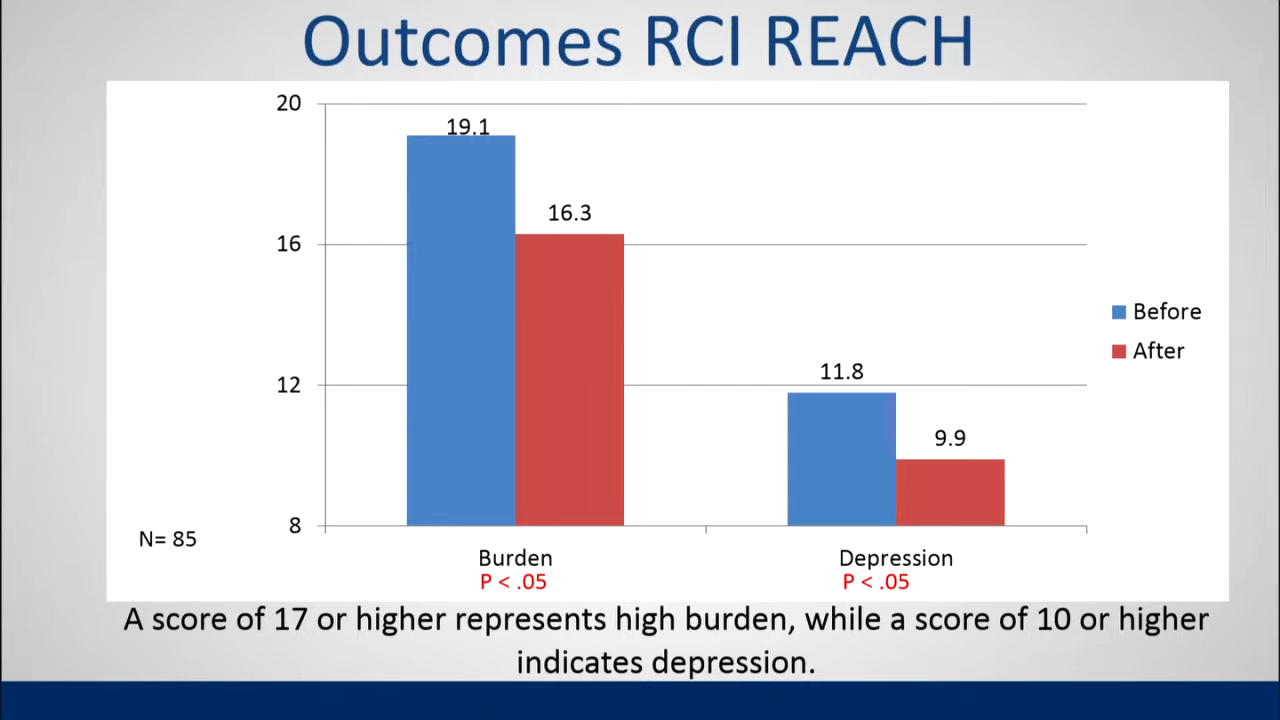 Outcomes RCI REACH
20
19.1
16.3
16
Before
After
11.8
12
9.9
8
N= 85
Burden
Depression
P < .05
P < .05
A score of 17 or higher represents high burden, while a score of 10 or higher
indicates depression.